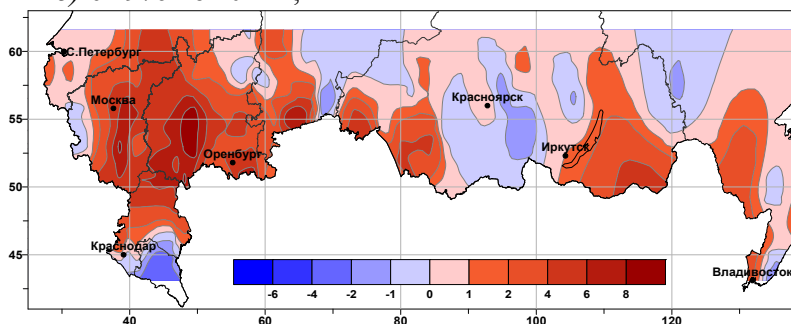 60
С.Петербург
Москва
Красноярск
55
Иркутск
Оренбург
50
Краснодар
45
Владивосток
-6 -4 -2 -1 0 1 2 4 6 8
40 60 80 100 120